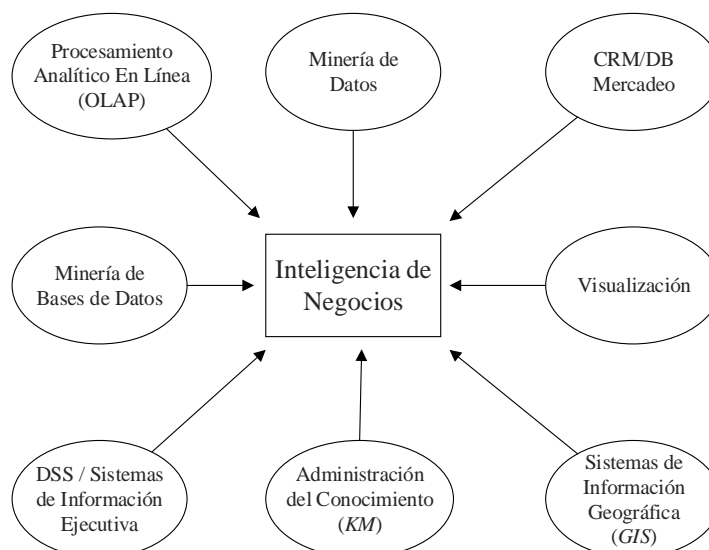 Procesamiento
Analítico En Línea
(OLAP)
Minería de
Datos
CRM/DB
Mercadeo
Minería de
Bases de Datos
Inteligencia de
Negocios
Visualización
DSS / Sistemas
de Información
Ejecutiva
Administración
del Conocimiento
(KM)
Sistemas de
Información
Geográfica
(GIS)